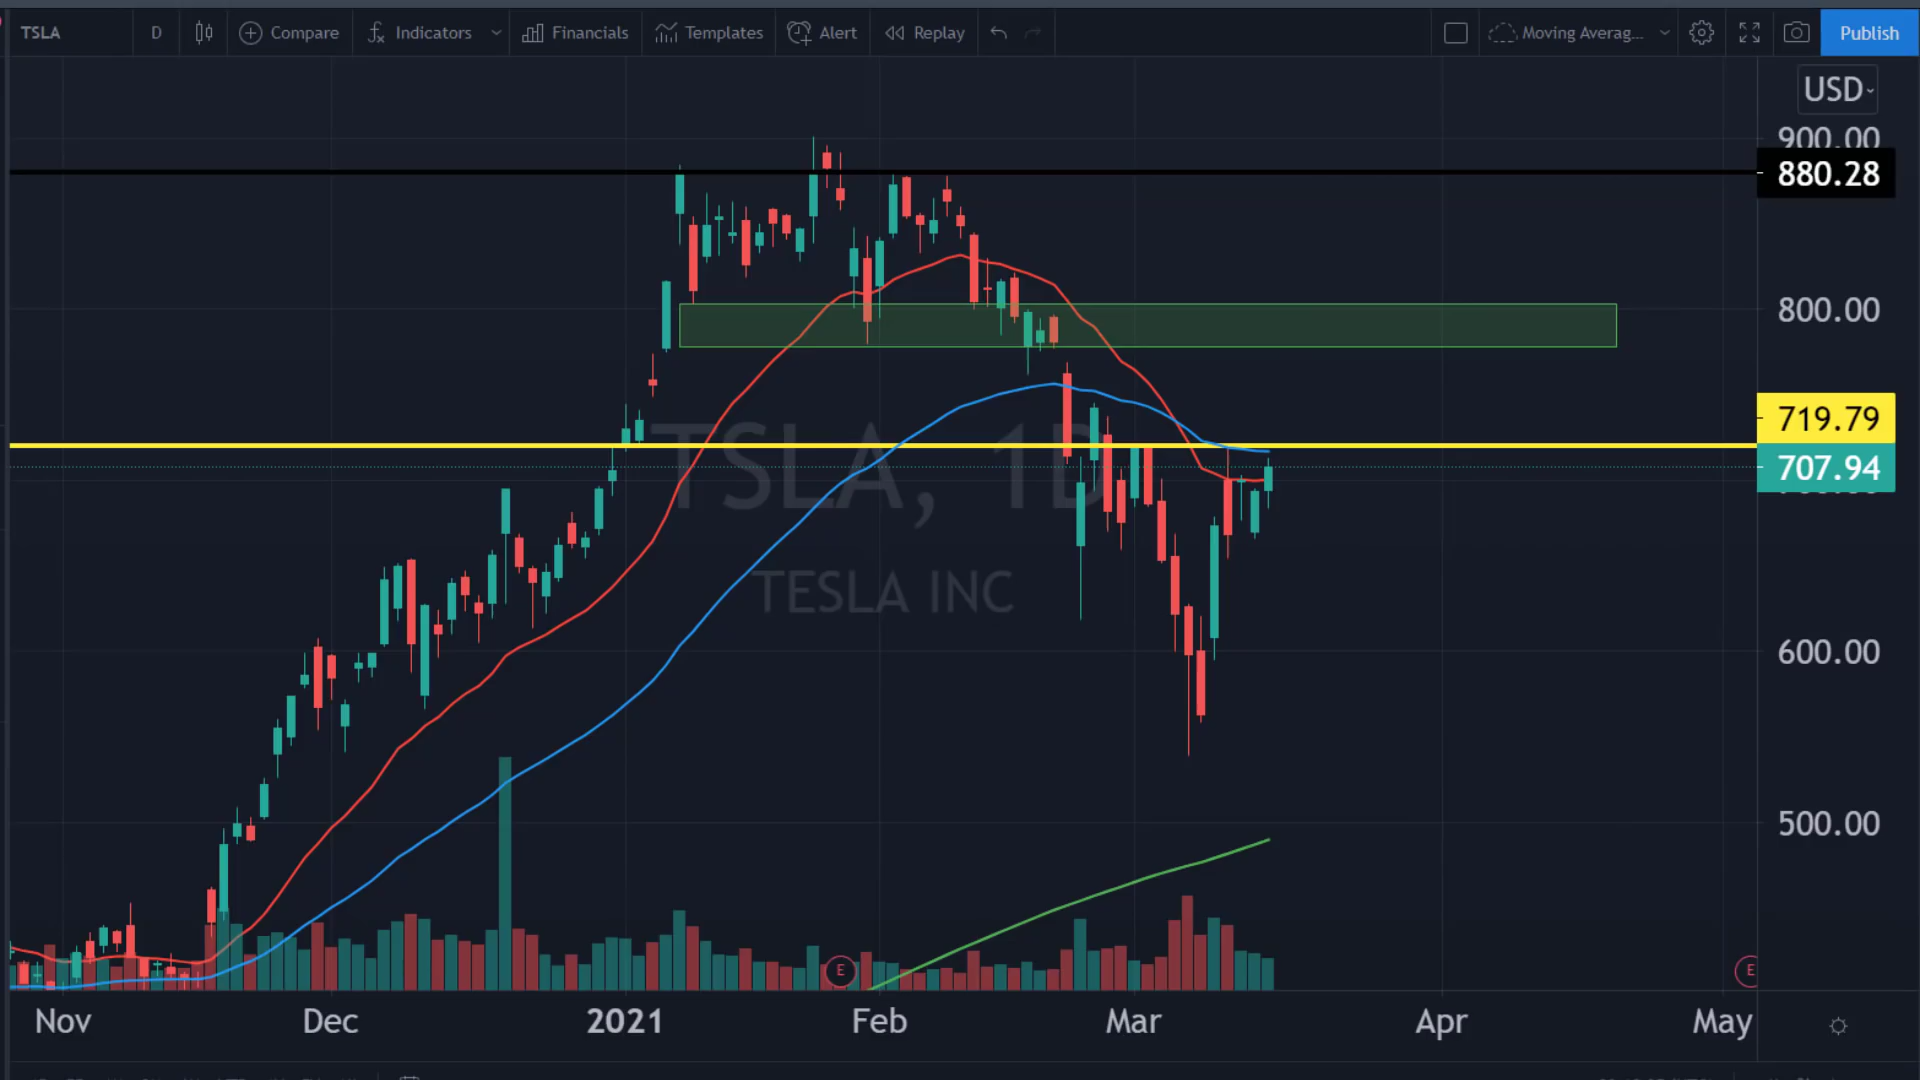 TSLA D Compare Indicators Financials Templates Alert Replay Moving Averag... Publish
USD
900.00
880.28
800.00
719.79
707.94
TSLA, 1D
TESLA INC
600.00
500.00
E E
Nov Dec 2021 Feb Mar Apr May